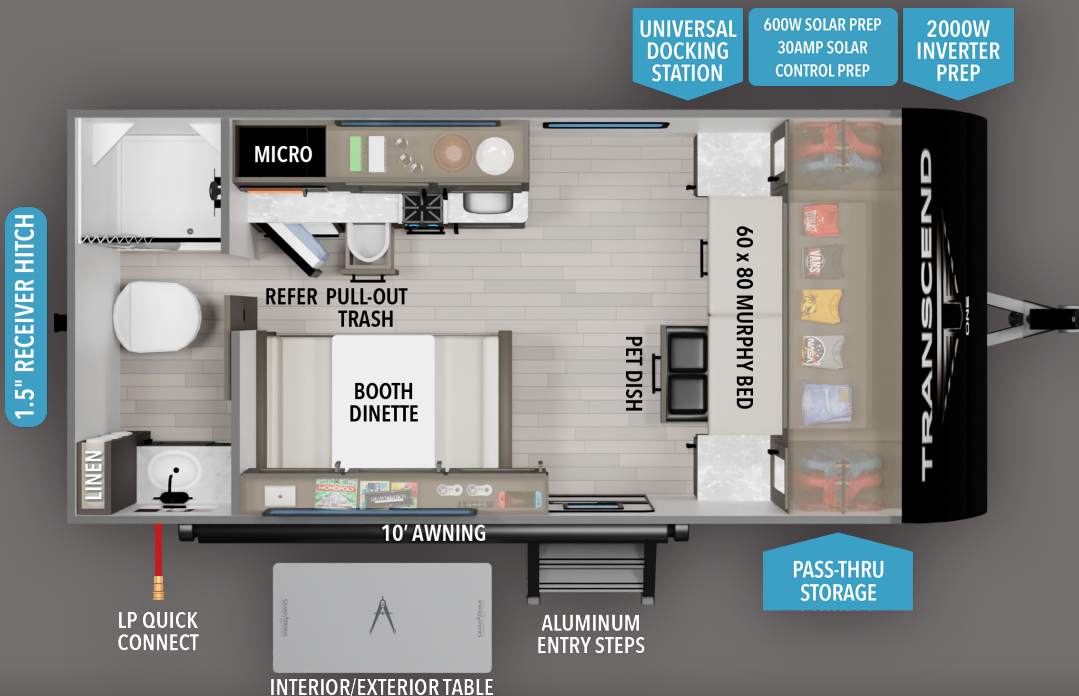 UNIVERSAL
DOCKING
STATION
600W SOLAR PREP
30AMP SOLAR
CONTROL PREP
2000W
INVERTER
PREP
MICRO
REFER
PULL-OUT
TRASH
BOOTH
DINETTE
PET DISH
60 x 80 MURPHY BED
VANS
MONOPOLY
TRANSCEND
ONE
1.5" RECEIVER HITCH
LINEN
10' AWNING
LP QUICK
CONNECT
INTERIOR/EXTERIOR TABLE
ALUMINUM
ENTRY STEPS
PASS-THRU
STORAGE